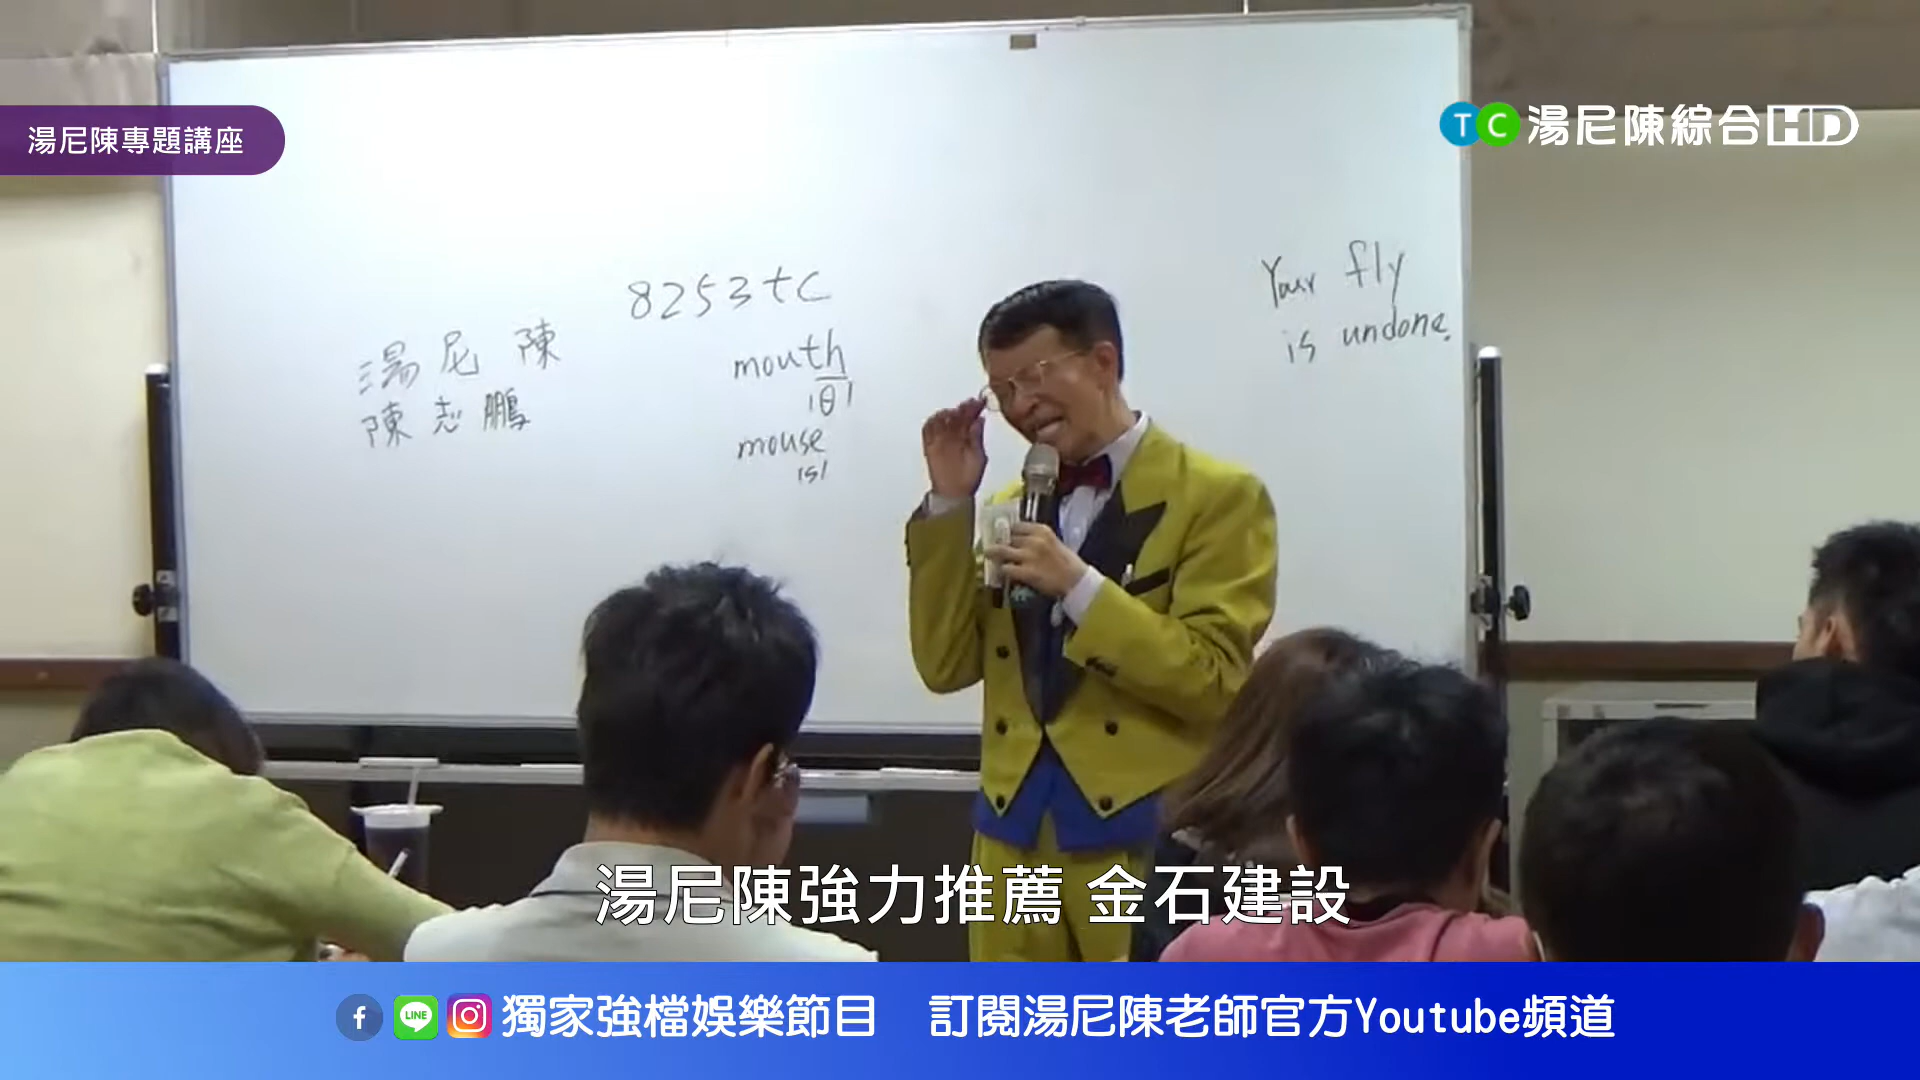 湯尼陳專題講座
TC湯尼陳綜合HD
8253tc
湯尼陳
陳志鵬
mouth
/θ/
mouse
/s/
Your fly
is undone.
湯尼陳強力推薦 金石建設
LINE
獨家強檔娛樂節目 訂閱湯尼陳老師官方Youtube頻道